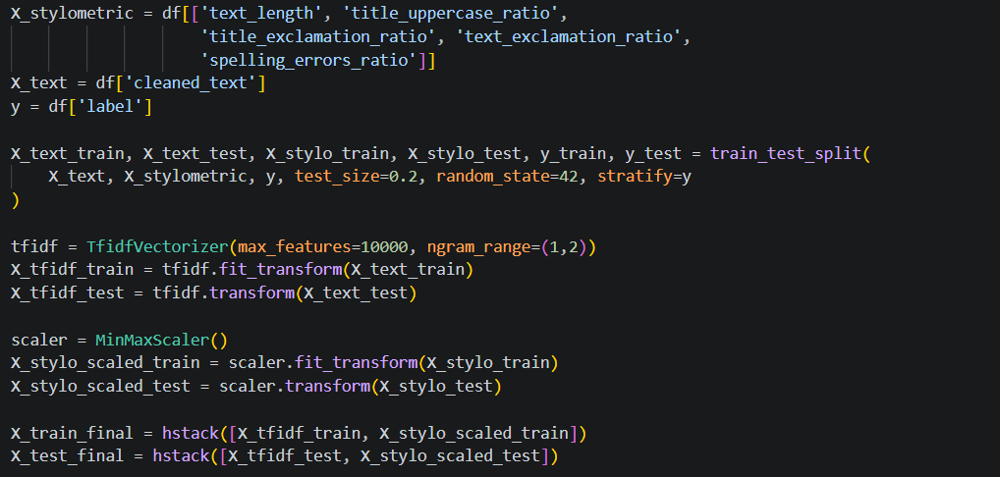 X_stylometric = df[['text_length', 'title_uppercase_ratio',
                    'title_exclamation_ratio', 'text_exclamation_ratio',
                    'spelling_errors_ratio']]
X_text = df['cleaned_text']
y = df['label']

X_text_train, X_text_test, X_stylo_train, X_stylo_test, y_train, y_test = train_test_split(
    X_text, X_stylometric, y, test_size=0.2, random_state=42, stratify=y
)

tfidf = TfidfVectorizer(max_features=10000, ngram_range=(1,2))
X_tfidf_train = tfidf.fit_transform(X_text_train)
X_tfidf_test = tfidf.transform(X_text_test)

scaler = MinMaxScaler()
X_stylo_scaled_train = scaler.fit_transform(X_stylo_train)
X_stylo_scaled_test = scaler.transform(X_stylo_test)

X_train_final = hstack([X_tfidf_train, X_stylo_scaled_train])
X_test_final = hstack([X_tfidf_test, X_stylo_scaled_test])